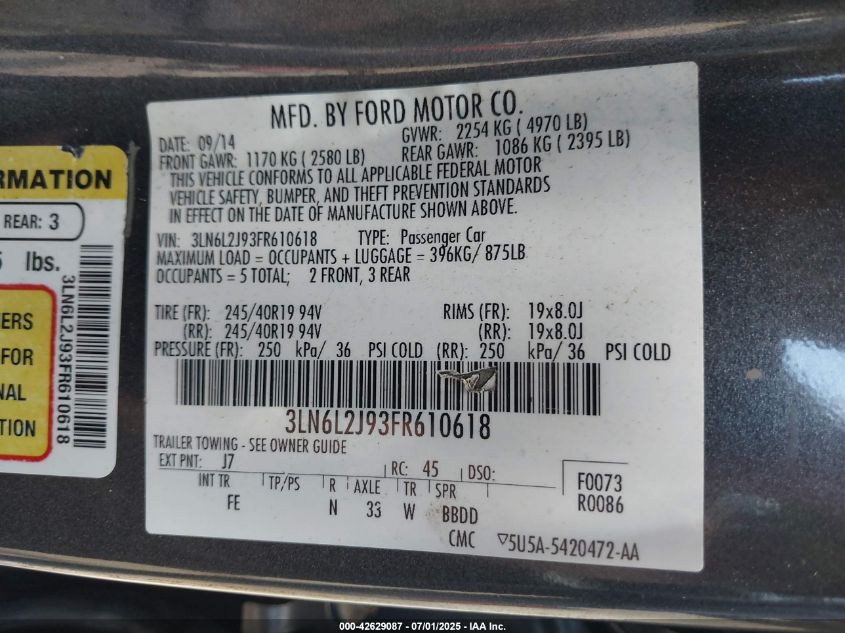 MFD. BY FORD MOTOR CO.
DATE: 09/14 GVWR: 2254 KG ( 4970 LB)
FRONT GAWR: 1170 KG ( 2580 LB) REAR GAWR: 1086 KG ( 2395 LB)
THIS VEHICLE CONFORMS TO ALL APPLICABLE FEDERAL MOTOR
VEHICLE SAFETY, BUMPER, AND THEFT PREVENTION STANDARDS
IN EFFECT ON THE DATE OF MANUFACTURE SHOWN ABOVE.
VIN: 3LN6L2J93FR610618 TYPE: Passenger Car
MAXIMUM LOAD = OCCUPANTS + LUGGAGE = 396KG/ 875LB
OCCUPANTS = 5 TOTAL; 2 FRONT, 3 REAR
TIRE (FR): 245/40R19 94V RIMS (FR): 19x8.0J
(RR): 245/40R19 94V (RR): 19x8.0J
PRESSURE (FR): 250 kPa/ 36 PSI COLD (RR): 250 kPa/ 36 PSI COLD
3LN6L2J93FR610618
TRAILER TOWING - SEE OWNER GUIDE
EXT PNT: J7 RC: 45 DSO:
INT TR TP/PS R AXLE TR SPR
FE N 33 W BBDD
F0073
R0086
CMC ▽5U5A-5420472-AA
RMATION
REAR: 3
lbs.
ERS
FOR
NAL
TION
3LN6L2J93FR610618
000-42629087 - 07/01/2025 - IAA Inc.